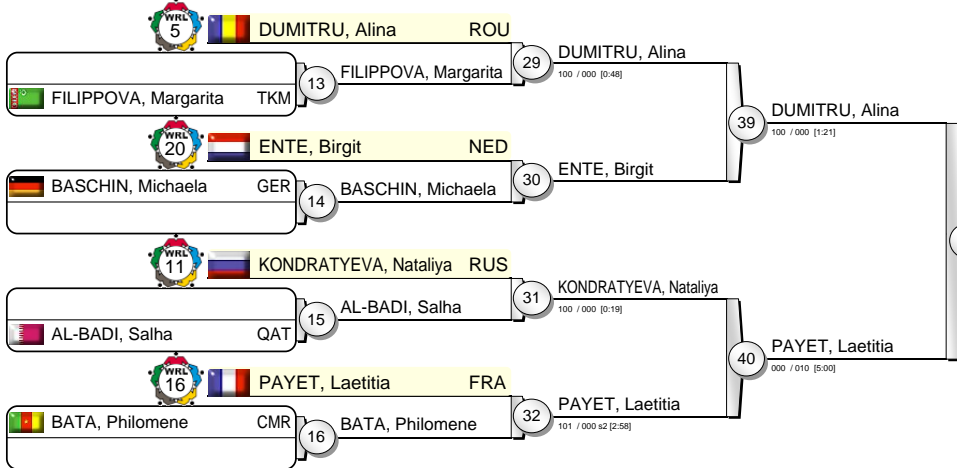 WRL
5
DUMITRU, Alina ROU
FILIPPOVA, Margarita TKM
13
FILIPPOVA, Margarita
29
DUMITRU, Alina
100 / 000 [0:48]
WRL
20
ENTE, Birgit NED
BASCHIN, Michaela GER
14
BASCHIN, Michaela
30
ENTE, Birgit
39
DUMITRU, Alina
100 / 000 [1:21]
WRL
11
KONDRATYEVA, Nataliya RUS
AL-BADI, Salha QAT
15
AL-BADI, Salha
31
KONDRATYEVA, Nataliya
100 / 000 [0:19]
WRL
16
PAYET, Laetitia FRA
BATA, Philomene CMR
16
BATA, Philomene
32
PAYET, Laetitia
101 / 000 s2 [2:58]
40
PAYET, Laetitia
000 / 010 [5:00]